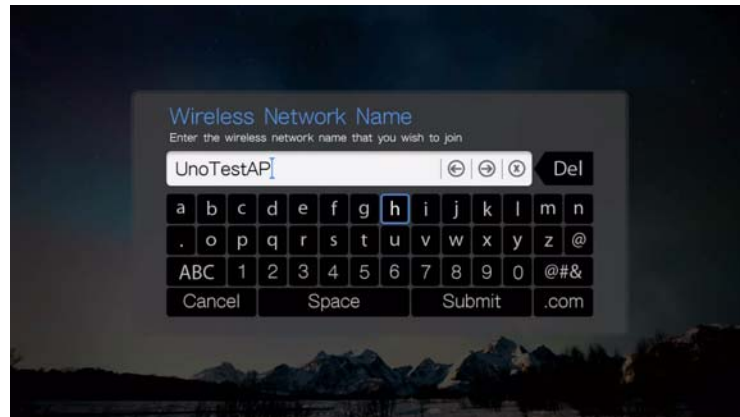 Wireless Network Name
Enter the wireless network name that you wish to join
UnoTestAP Del
a b c d e f g h i j k l m n
. o p q r s t u v w x y z @
ABC 1 2 3 4 5 6 7 8 9 0 @#&
Cancel Space Submit .com